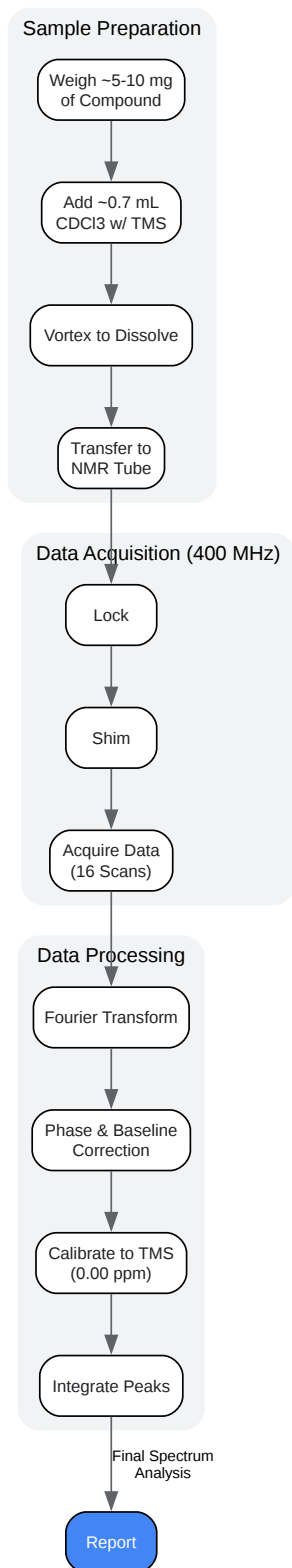 Sample Preparation
Weigh ~5-10 mg
of Compound
Add ~0.7 mL
CDCl3 w/ TMS
Vortex to Dissolve
Transfer to
NMR Tube
Data Acquisition (400 MHz)
Lock
Shim
Acquire Data
(16 Scans)
Data Processing
Fourier Transform
Phase & Baseline
Correction
Calibrate to TMS
(0.00 ppm)
Integrate Peaks
Final Spectrum
Analysis
Report